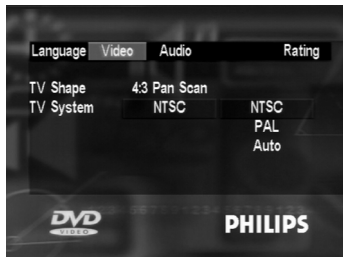 Language Video Audio Rating
TV Shape 4:3 Pan Scan
TV System NTSC NTSC
PAL
Auto
DVD PHILIPS
VIDEO